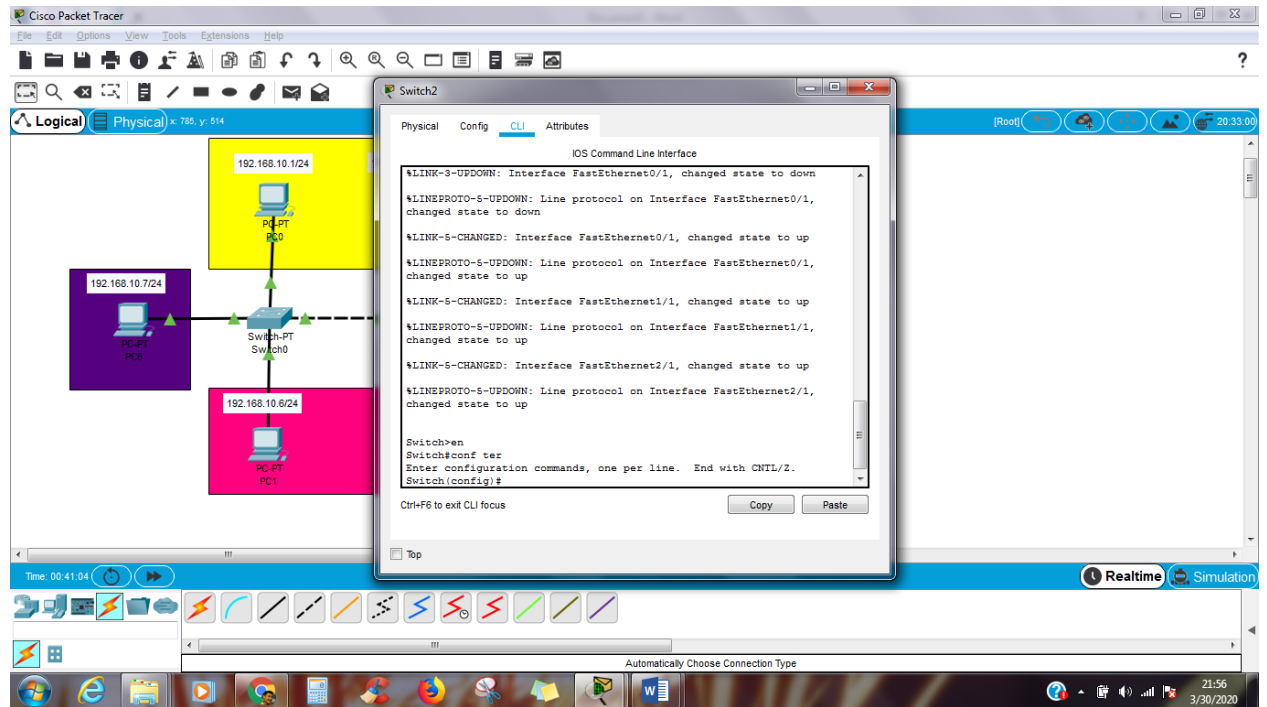 Cisco Packet Tracer
File Edit Options View Tools Extensions Help
?
Logical
Physical
x: 785, y: 514
[Root]
20:33:00
192.168.10.1/24
PC-PT
PC0
192.168.10.7/24
PC-PT
PC6
Switch-PT
Switch0
192.168.10.6/24
PC-PT
PC1
Switch2
Physical Config CLI Attributes
IOS Command Line Interface
%LINK-3-UPDOWN: Interface FastEthernet0/1, changed state to down
%LINEPROTO-5-UPDOWN: Line protocol on Interface FastEthernet0/1,
changed state to down
%LINK-5-CHANGED: Interface FastEthernet0/1, changed state to up
%LINEPROTO-5-UPDOWN: Line protocol on Interface FastEthernet0/1,
changed state to up
%LINK-5-CHANGED: Interface FastEthernet1/1, changed state to up
%LINEPROTO-5-UPDOWN: Line protocol on Interface FastEthernet1/1,
changed state to up
%LINK-5-CHANGED: Interface FastEthernet2/1, changed state to up
%LINEPROTO-5-UPDOWN: Line protocol on Interface FastEthernet2/1,
changed state to up
Switch>en
Switch#conf ter
Enter configuration commands, one per line. End with CNTL/Z.
Switch(config)#
Ctrl+F6 to exit CLI focus
Copy
Paste
Top
Time: 00:41:04
Realtime
Simulation
Automatically Choose Connection Type
21:56
3/30/2020